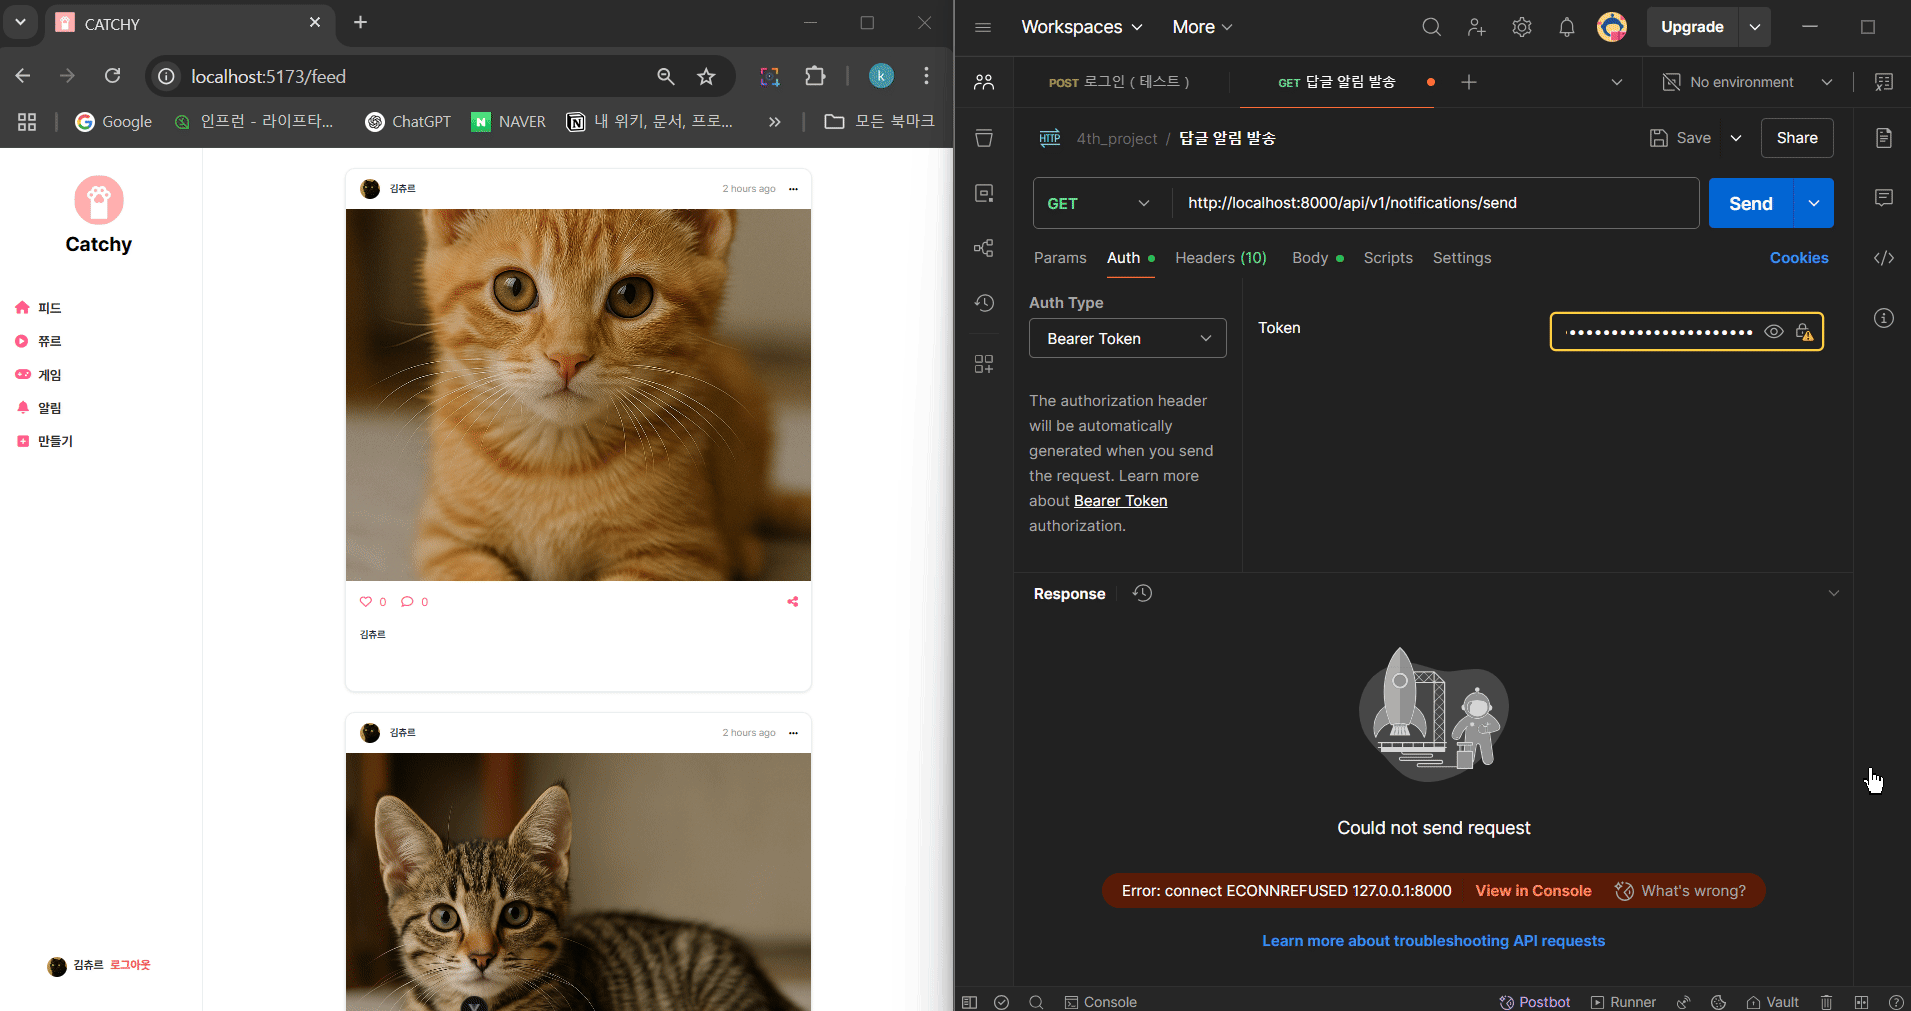 CATCHY
localhost:5173/feed
k
Google
인프런 - 라이프타...
ChatGPT
NAVER
내 위키, 문서, 프로...
모든 북마크
Catchy
피드
쮸르
게임
알림
만들기
김츄르 로그아웃
김츄르
2 hours ago
0 0
김츄르
김츄르
2 hours ago
Workspaces
More
Upgrade
POST 로그인 ( 테스트 )
GET 답글 알림 발송
No environment
HTTP 4th_project / 답글 알림 발송
Save
Share
GET
http://localhost:8000/api/v1/notifications/send
Send
Params Auth Headers (10) Body Scripts Settings
Cookies
Auth Type
Bearer Token
Token
The authorization header
will be automatically
generated when you send
the request. Learn more
about Bearer Token
authorization.
Response
Could not send request
Error: connect ECONNREFUSED 127.0.0.1:8000 View in Console What's wrong?
Learn more about troubleshooting API requests
Console
Postbot
Runner
Vault